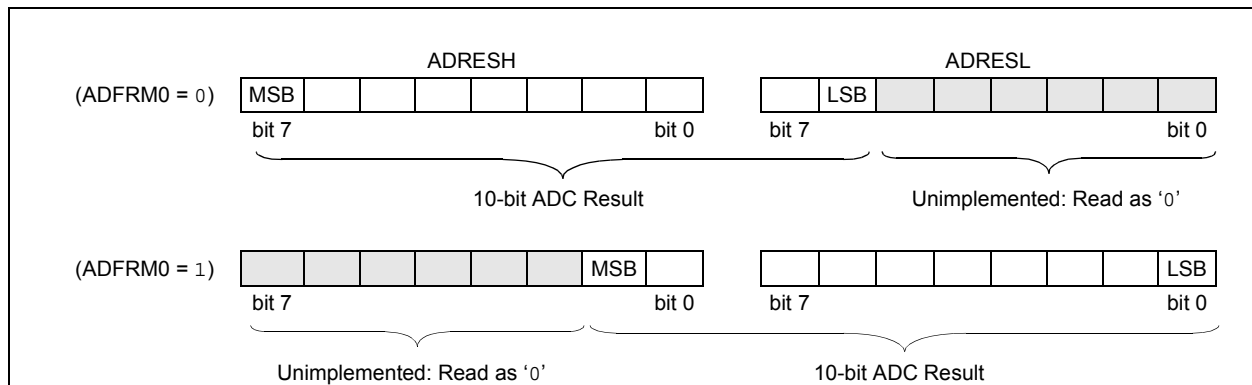 ADRESH ADRESL
(ADFRM0 = 0) MSB LSB
bit 7 bit 0 bit 7 bit 0
10-bit ADC Result Unimplemented: Read as ‘0’
(ADFRM0 = 1) MSB LSB
bit 7 bit 0 bit 7 bit 0
Unimplemented: Read as ‘0’ 10-bit ADC Result